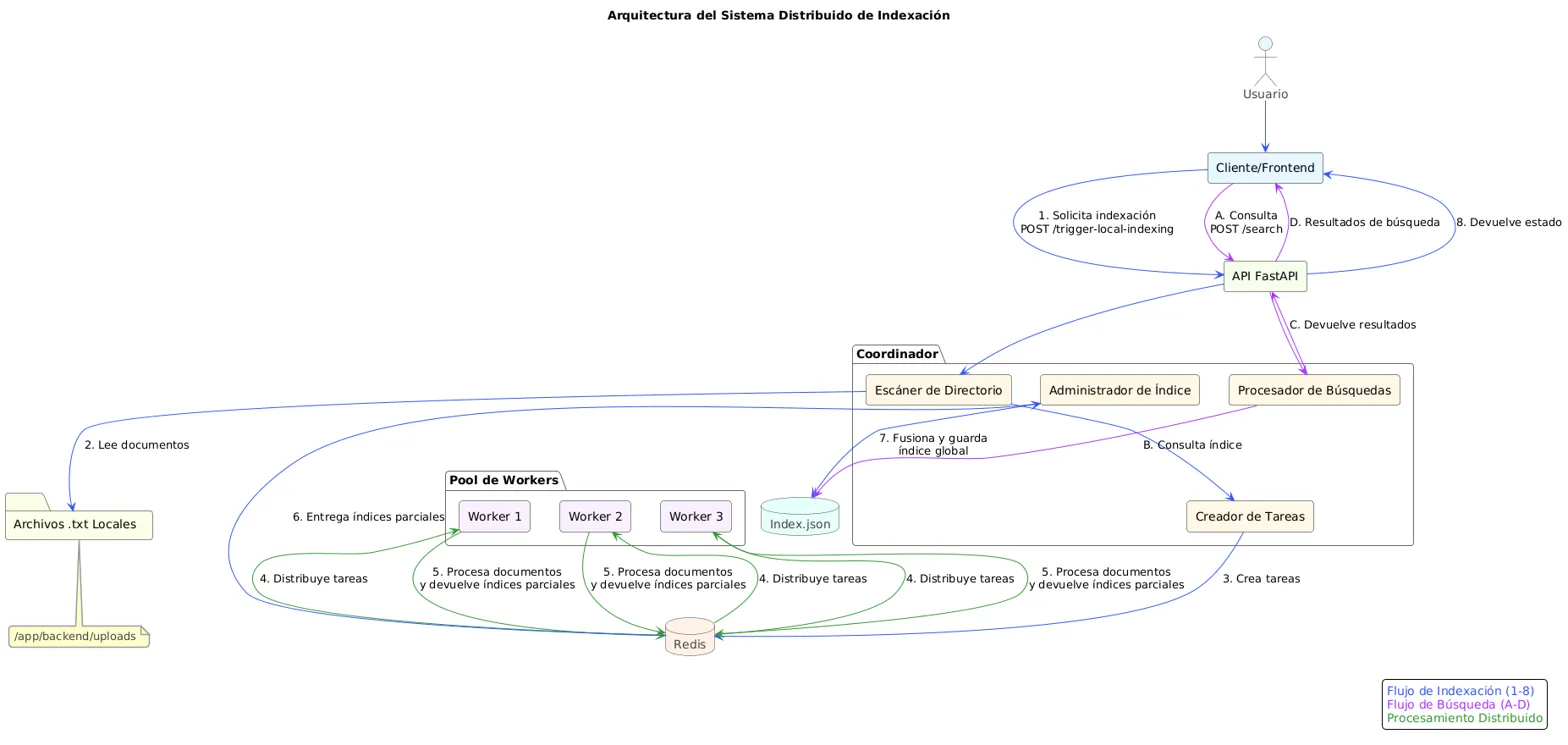 Arquitectura del Sistema Distribuido de Indexación
Usuario
Cliente/Frontend
1. Solicita indexación
POST /trigger-local-indexing
A. Consulta
POST /search
D. Resultados de búsqueda
8. Devuelve estado
API FastAPI
C. Devuelve resultados
Coordinador
Escáner de Directorio
Administrador de Índice
Procesador de Búsquedas
2. Lee documentos
7. Fusiona y guarda
índice global
B. Consulta índice
Pool de Workers
Worker 1
Worker 2
Worker 3
6. Entrega índices parciales
Archivos .txt Locales
Index.json
Creador de Tareas
4. Distribuye tareas
5. Procesa documentos
y devuelve índices parciales
5. Procesa documentos
y devuelve índices parciales
4. Distribuye tareas
4. Distribuye tareas
5. Procesa documentos
y devuelve índices parciales
3. Crea tareas
/app/backend/uploads
Redis
Flujo de Indexación (1-8)
Flujo de Búsqueda (A-D)
Procesamiento Distribuido